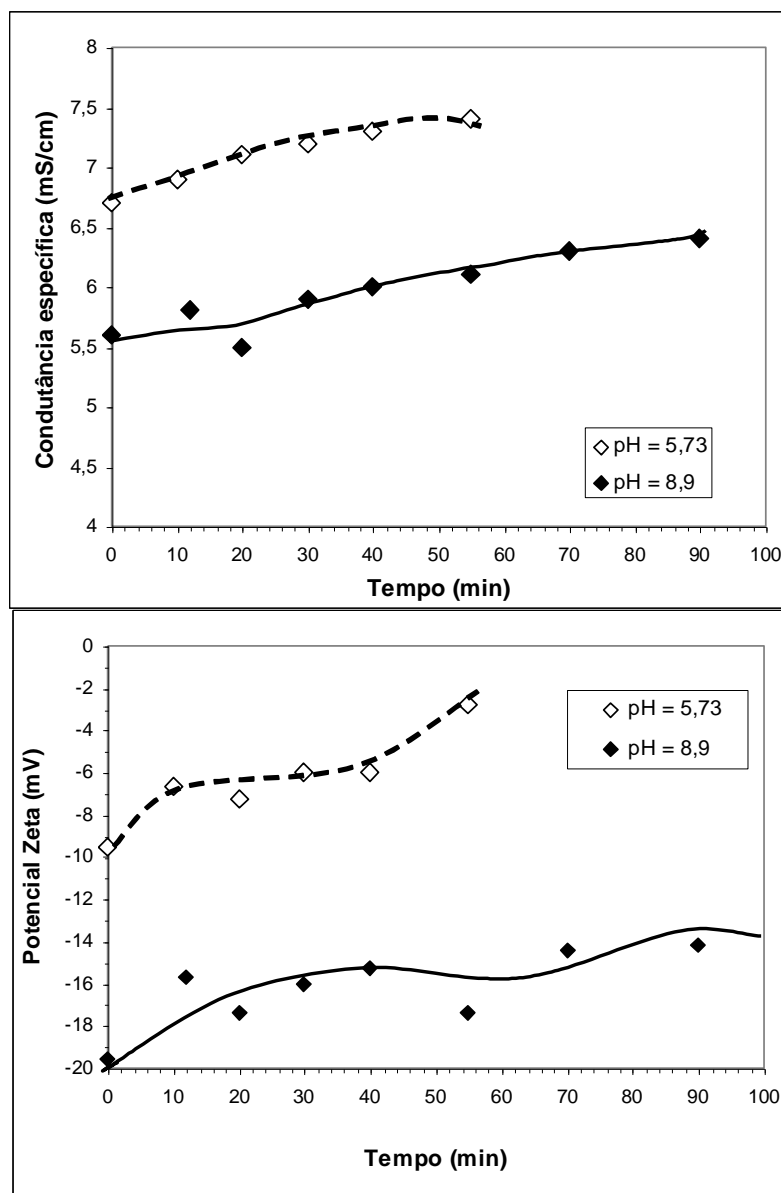 Condutância específica (mS/cm)
8
7,5
7
6,5
6
5,5
5
4,5
4
pH = 5,73
pH = 8,9
0 10 20 30 40 50 60 70 80 90 100
Tempo (min)
Potencial Zeta (mV)
0
-2
-4
-6
-8
-10
-12
-14
-16
-18
-20
pH = 5,73
pH = 8,9
0 10 20 30 40 50 60 70 80 90 100
Tempo (min)